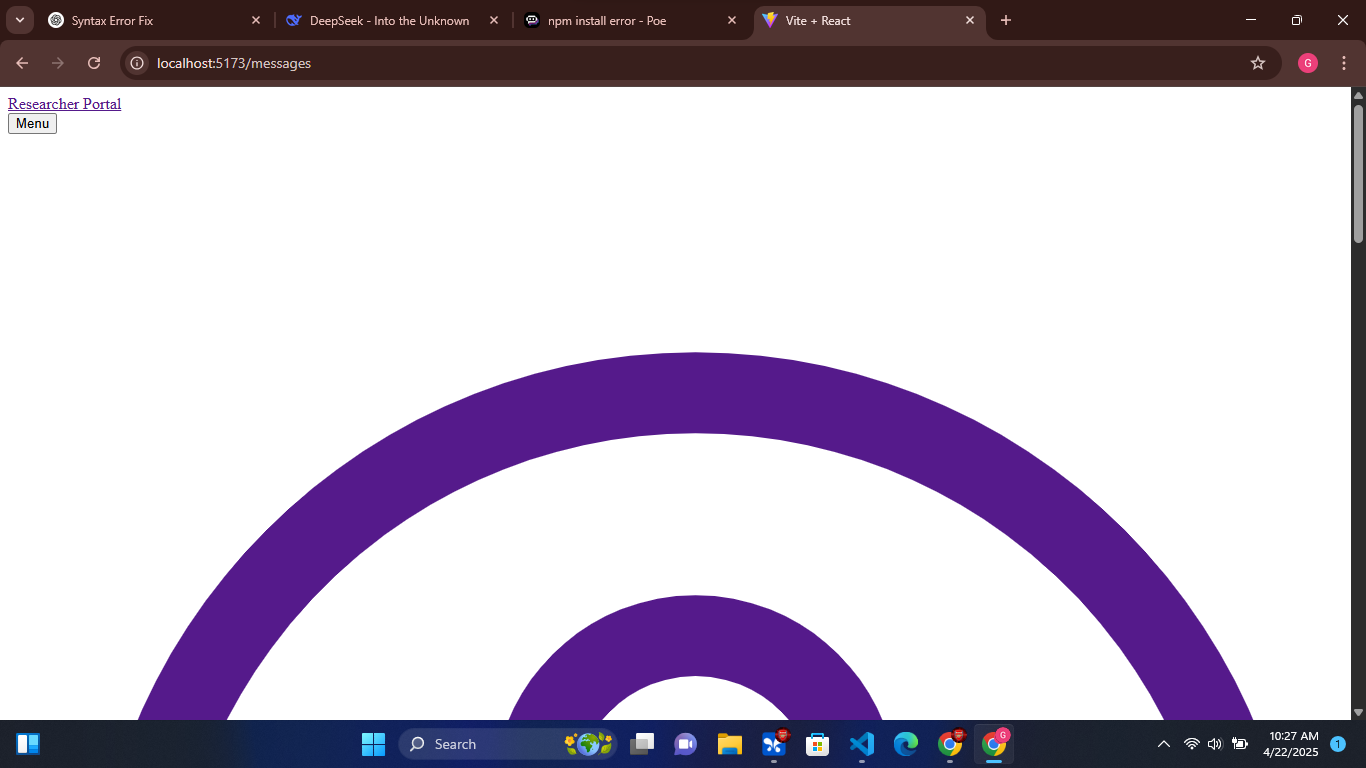 Syntax Error Fix
DeepSeek - Into the Unknown
npm install error - Poe
Vite + React
localhost:5173/messages
G
Researcher Portal
Menu
Search
G
10:27 AM
4/22/2025
1